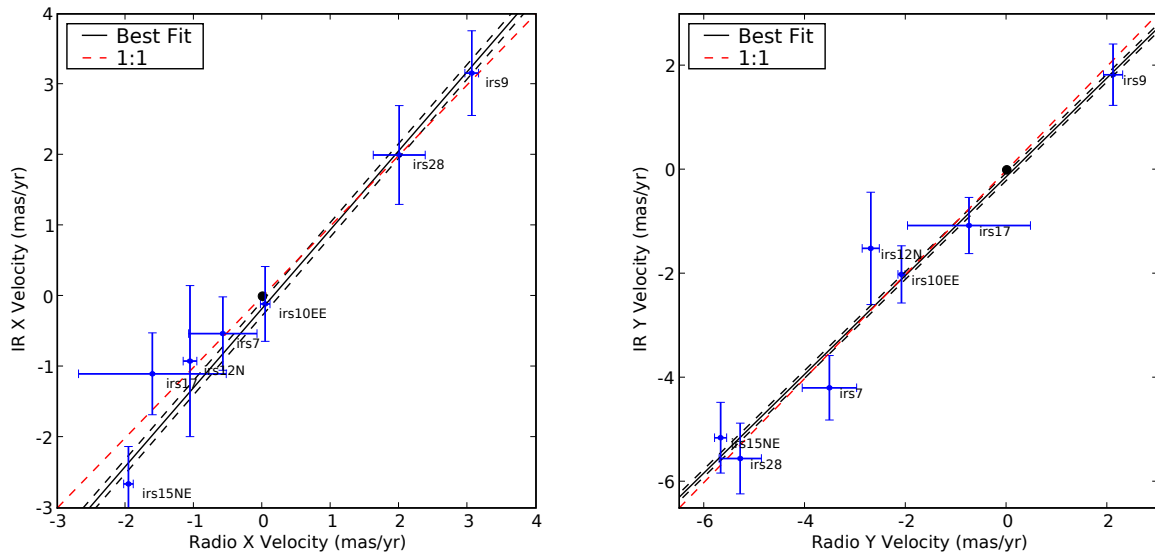 4
3
2
1
0
-1
-2
-3
IR X Velocity (mas/yr)
Best Fit
1:1
irs9
irs28
irs10EE
irs7
irs12N
irs17
irs15NE
-3
-2
-1
0
1
2
3
4
Radio X Velocity (mas/yr)
2
0
-2
-4
-6
IR Y Velocity (mas/yr)
Best Fit
1:1
irs9
irs17
irs12N
irs10EE
irs7
irs15NE
irs28
-6
-4
-2
0
2
Radio Y Velocity (mas/yr)